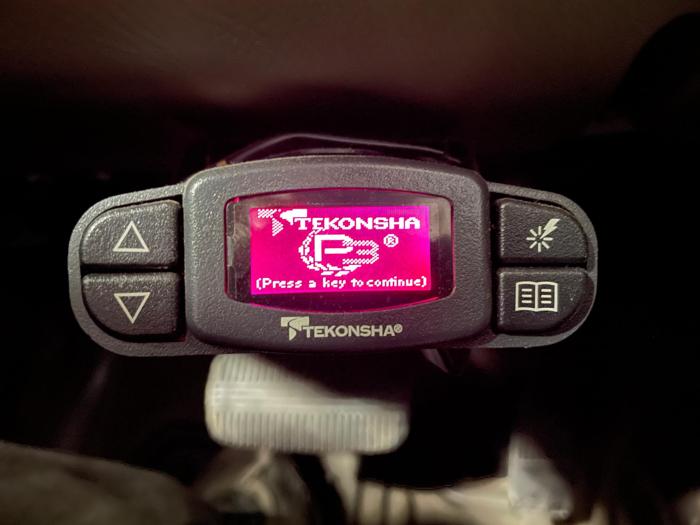 TEKONSHA
P3®
(Press a key to continue)
TEKONSHA®